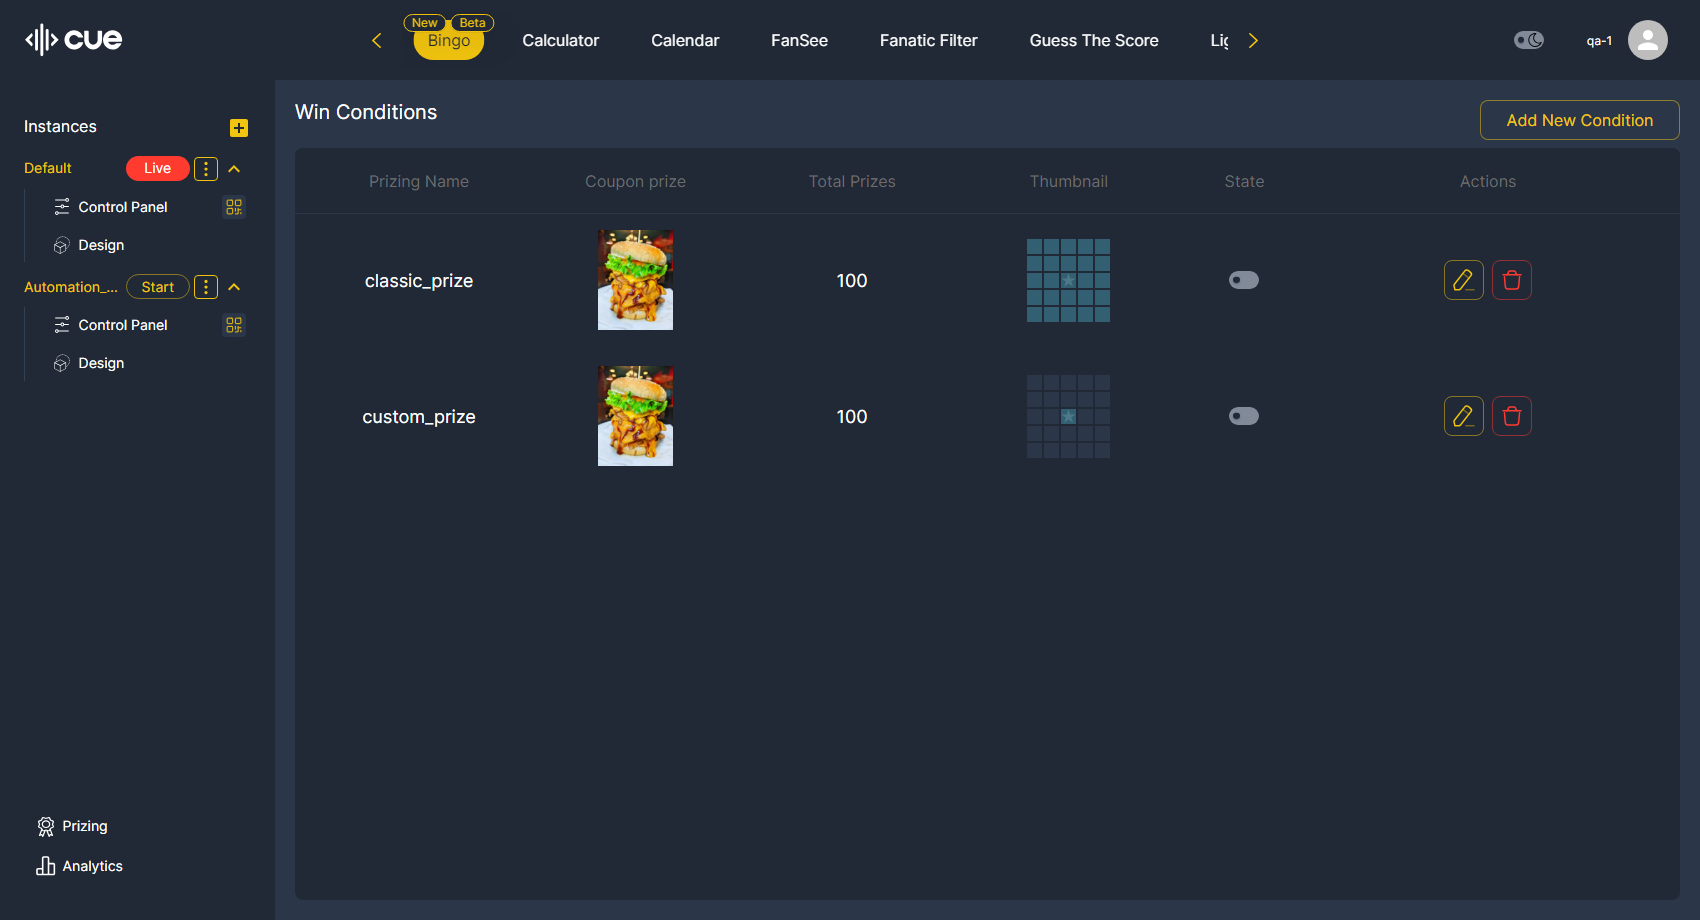 cue
New
Beta
Bingo
Calculator
Calendar
FanSee
Fanatic Filter
Guess The Score
Lig
qa-1
Instances
Default
Live
Control Panel
Design
Automation_...
Start
Control Panel
Design
Prizing
Analytics
Win Conditions
Add New Condition
Prizing Name
Coupon prize
Total Prizes
Thumbnail
State
Actions
classic_prize
100
custom_prize
100